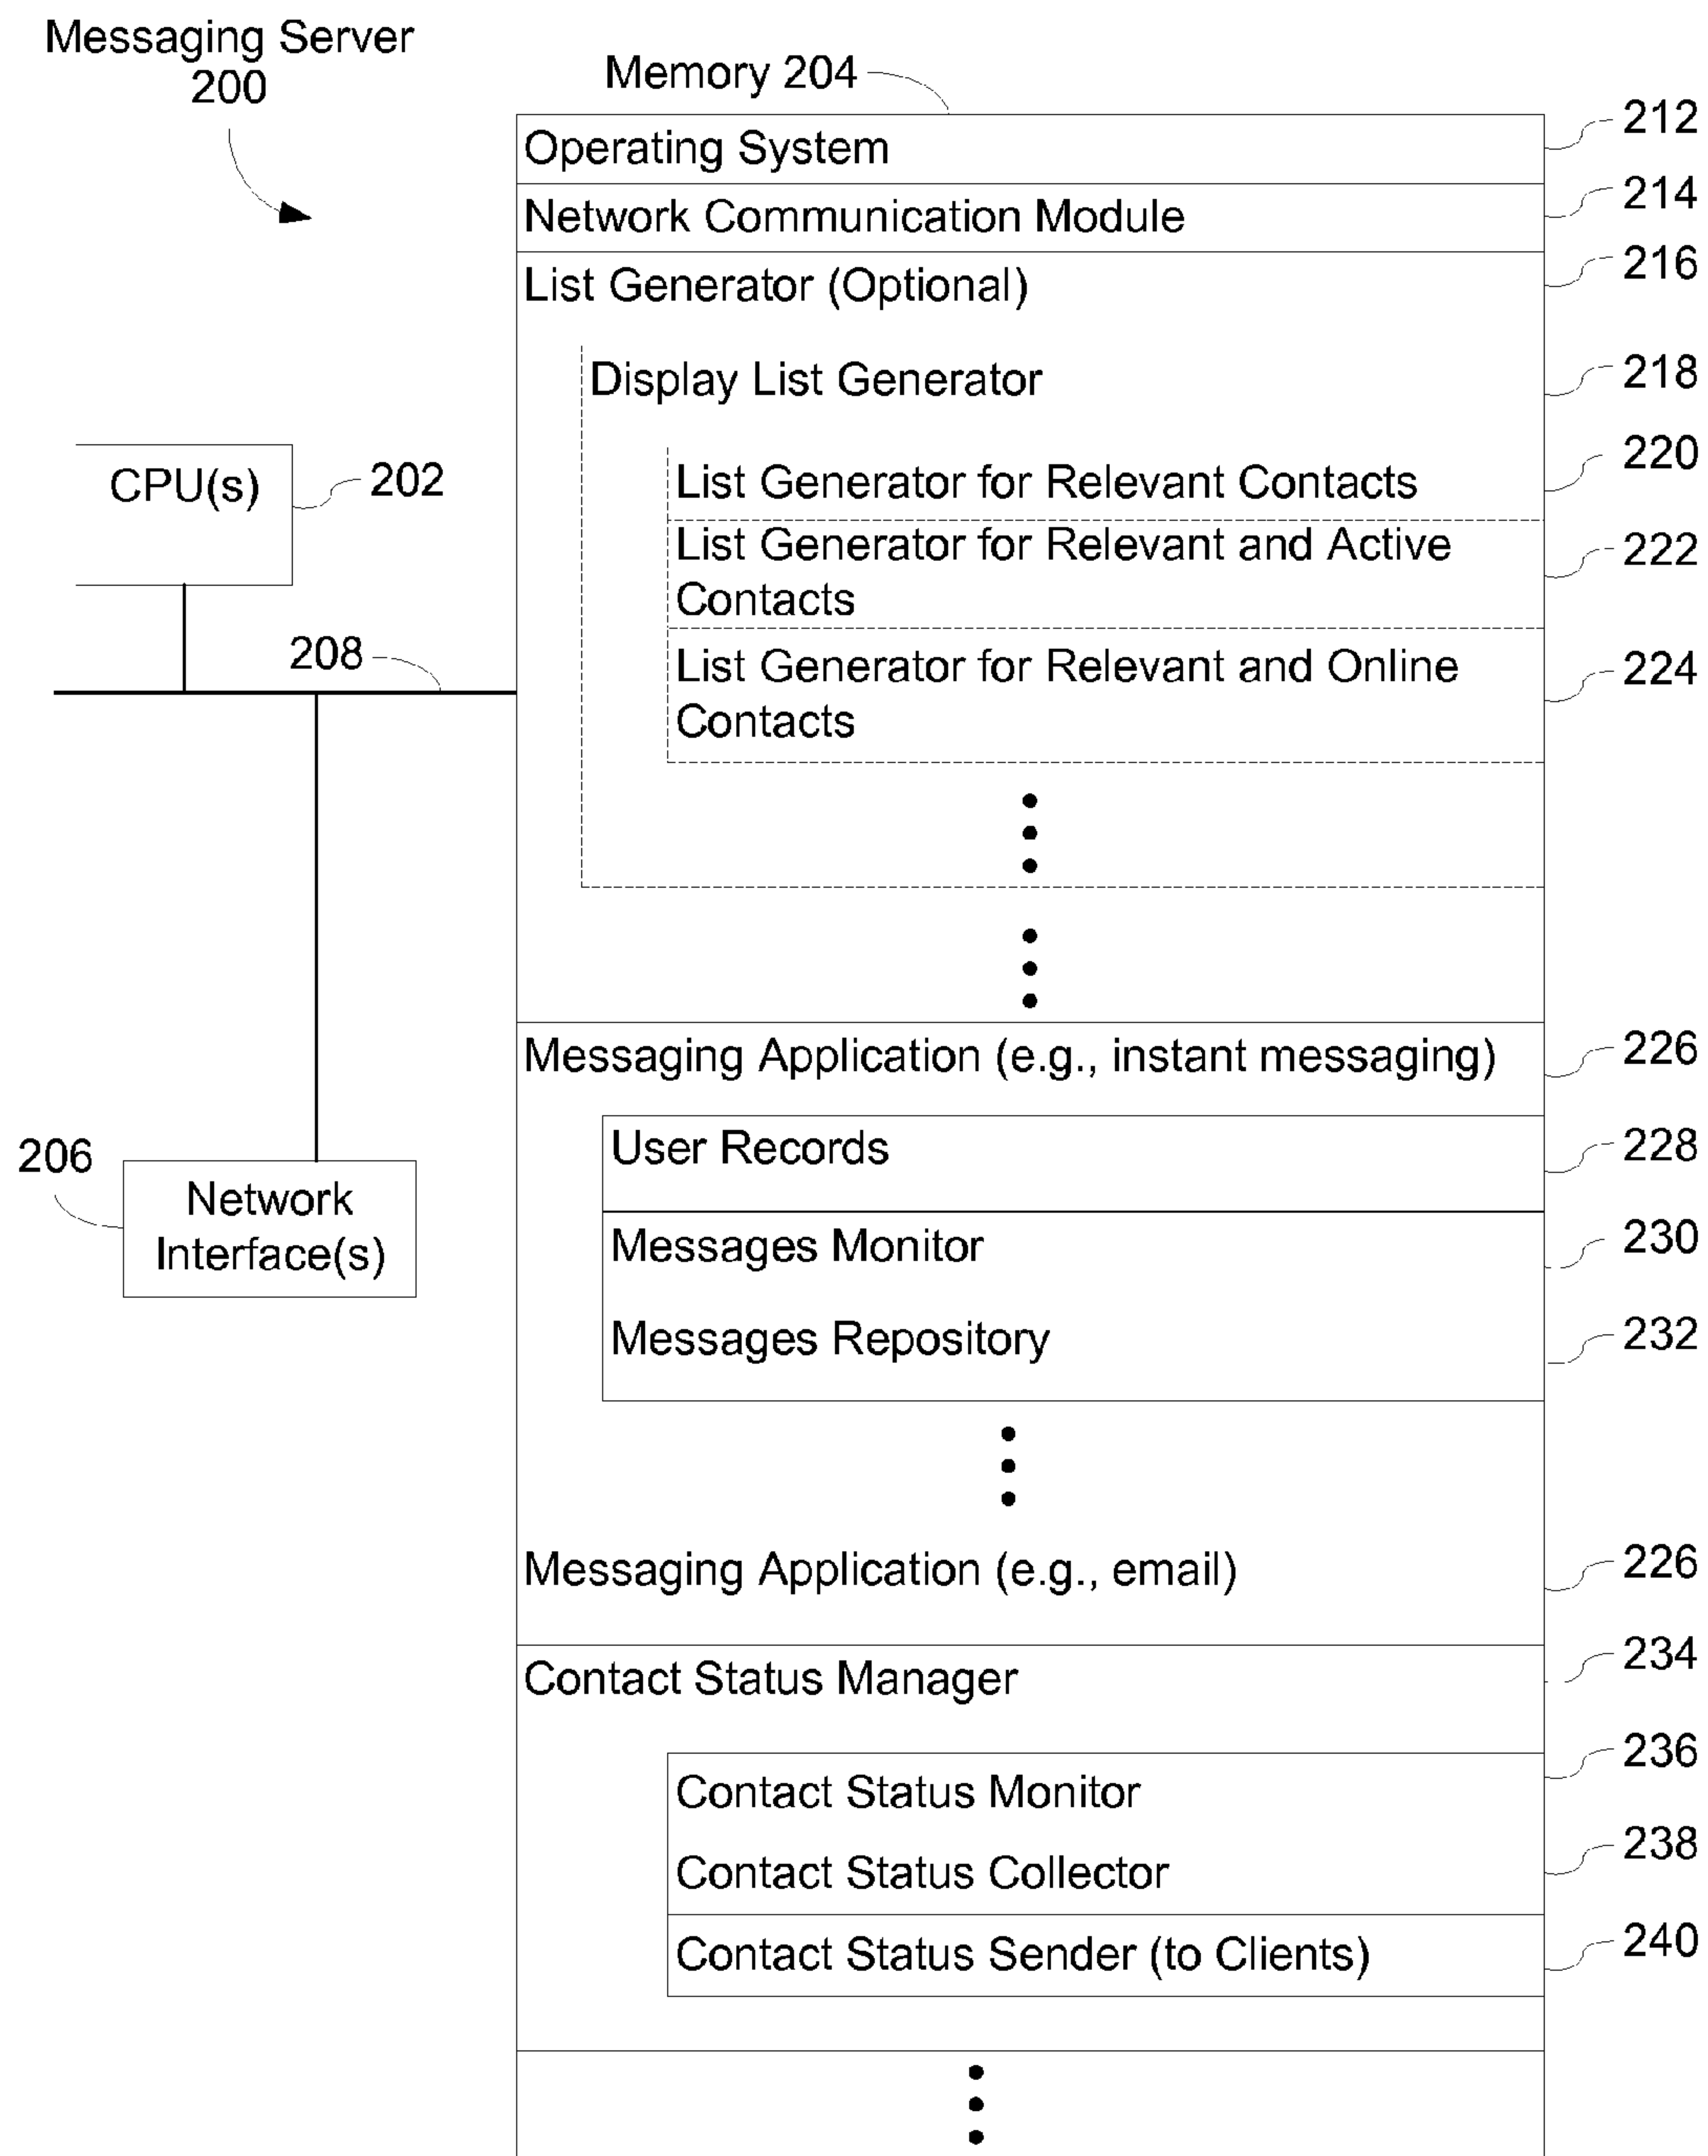 Messaging Server
200
Memory 204
Operating System
212
Network Communication Module
214
List Generator (Optional)
216
Display List Generator
218
List Generator for Relevant Contacts
220
List Generator for Relevant and Active
Contacts
222
List Generator for Relevant and Online
Contacts
224
CPU(s)
202
208
206
Network
Interface(s)
Messaging Application (e.g., instant messaging)
226
User Records
228
Messages Monitor
230
Messages Repository
232
Messaging Application (e.g., email)
226
Contact Status Manager
234
Contact Status Monitor
236
Contact Status Collector
238
Contact Status Sender (to Clients)
240